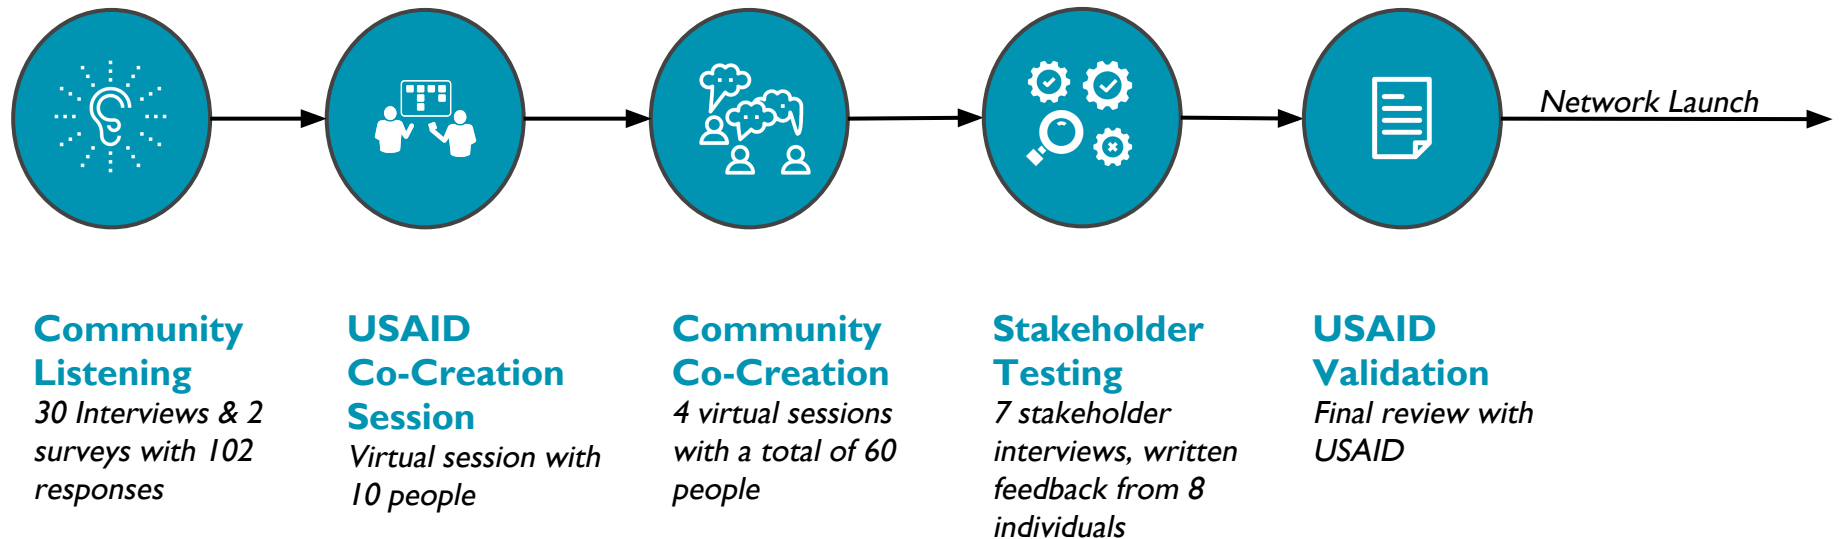 Network Launch
Community
Listening
30 Interviews & 2
surveys with 102
responses
USAID
Co-Creation
Session
Virtual session with
10 people
Community
Co-Creation
4 virtual sessions
with a total of 60
people
Stakeholder
Testing
7 stakeholder
interviews, written
feedback from 8
individuals
USAID
Validation
Final review with
USAID